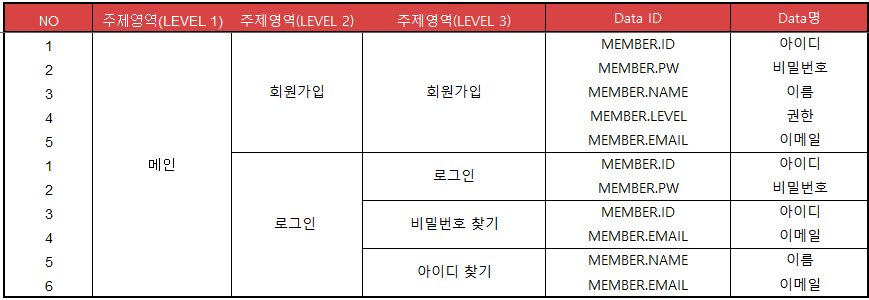 NO 주제영역(LEVEL 1) 주제영역(LEVEL 2) 주제영역(LEVEL 3) Data ID Data명
1 메인 회원가입 회원가입 MEMBER.ID 아이디
2 MEMBER.PW 비밀번호
3 MEMBER.NAME 이름
4 MEMBER.LEVEL 권한
5 MEMBER.EMAIL 이메일
1 로그인 로그인 MEMBER.ID 아이디
2 MEMBER.PW 비밀번호
3 비밀번호 찾기 MEMBER.ID 아이디
4 MEMBER.EMAIL 이메일
5 아이디 찾기 MEMBER.NAME 이름
6 MEMBER.EMAIL 이메일